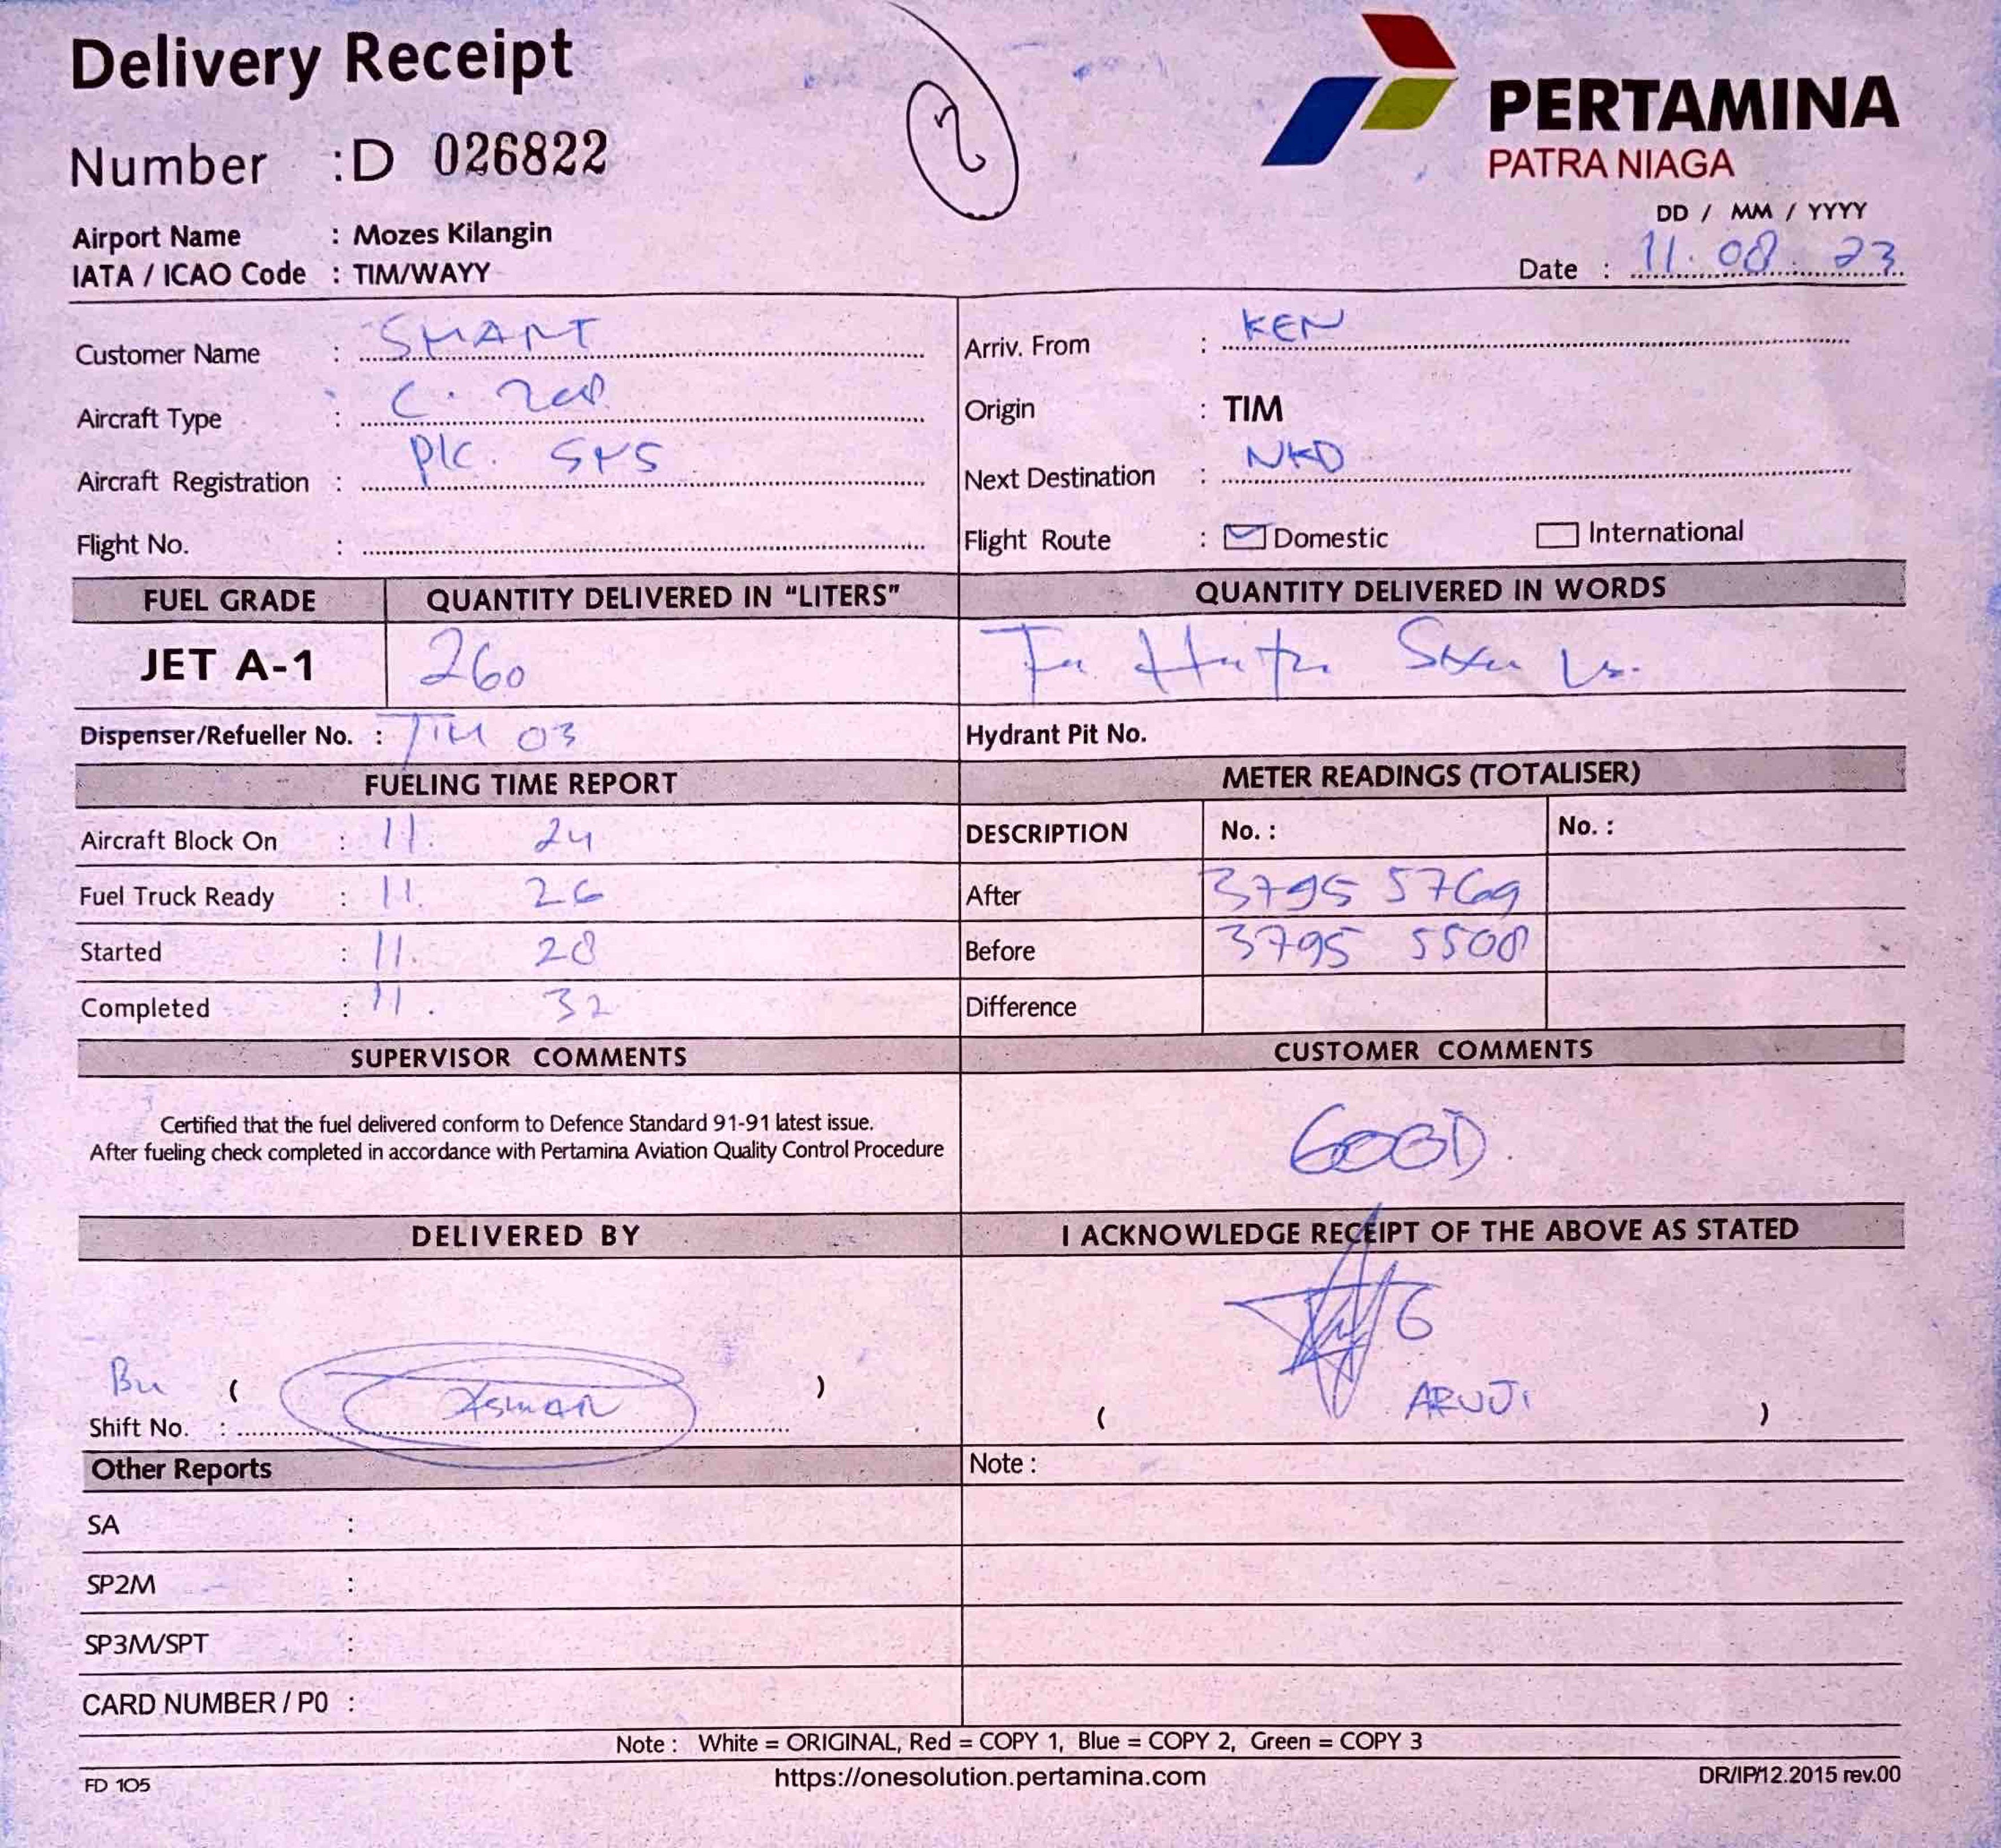 Delivery Receipt
Number :D 026822
2
PERTAMINA
PATRA NIAGA
Airport Name : Mozes Kilangin
IATA / ICAO Code : TIM/WAYY
DD / MM / YYYY
Date : 11. 08. 23
Customer Name : SMART
Aircraft Type : C. 208
Aircraft Registration : PK. SNS
Flight No. :
Arriv. From : KEN
Origin : TIM
Next Destination : NKD
Flight Route : Domestic International
FUEL GRADE QUANTITY DELIVERED IN "LITERS" QUANTITY DELIVERED IN WORDS
JET A-1 260
Dispenser/Refueller No. : TIM 03 Hydrant Pit No.
FUELING TIME REPORT METER READINGS (TOTALISER)
Aircraft Block On : 11. 24 DESCRIPTION No. : No. :
Fuel Truck Ready : 11. 26 After 3795 5769
Started : 11. 28 Before 3795 5508
Completed : 11. 32 Difference
SUPERVISOR COMMENTS CUSTOMER COMMENTS
Certified that the fuel delivered conform to Defence Standard 91-91 latest issue.
After fueling check completed in accordance with Pertamina Aviation Quality Control Procedure
GOOD.
DELIVERED BY I ACKNOWLEDGE RECEIPT OF THE ABOVE AS STATED
( )
Shift No. :
( ARUJI )
Other Reports Note :
SA :
SP2M :
SP3M/SPT :
CARD NUMBER / P0 :
Note : White = ORIGINAL, Red = COPY 1, Blue = COPY 2, Green = COPY 3
FD 105 https://onesolution.pertamina.com DR/IP/12.2015 rev.00